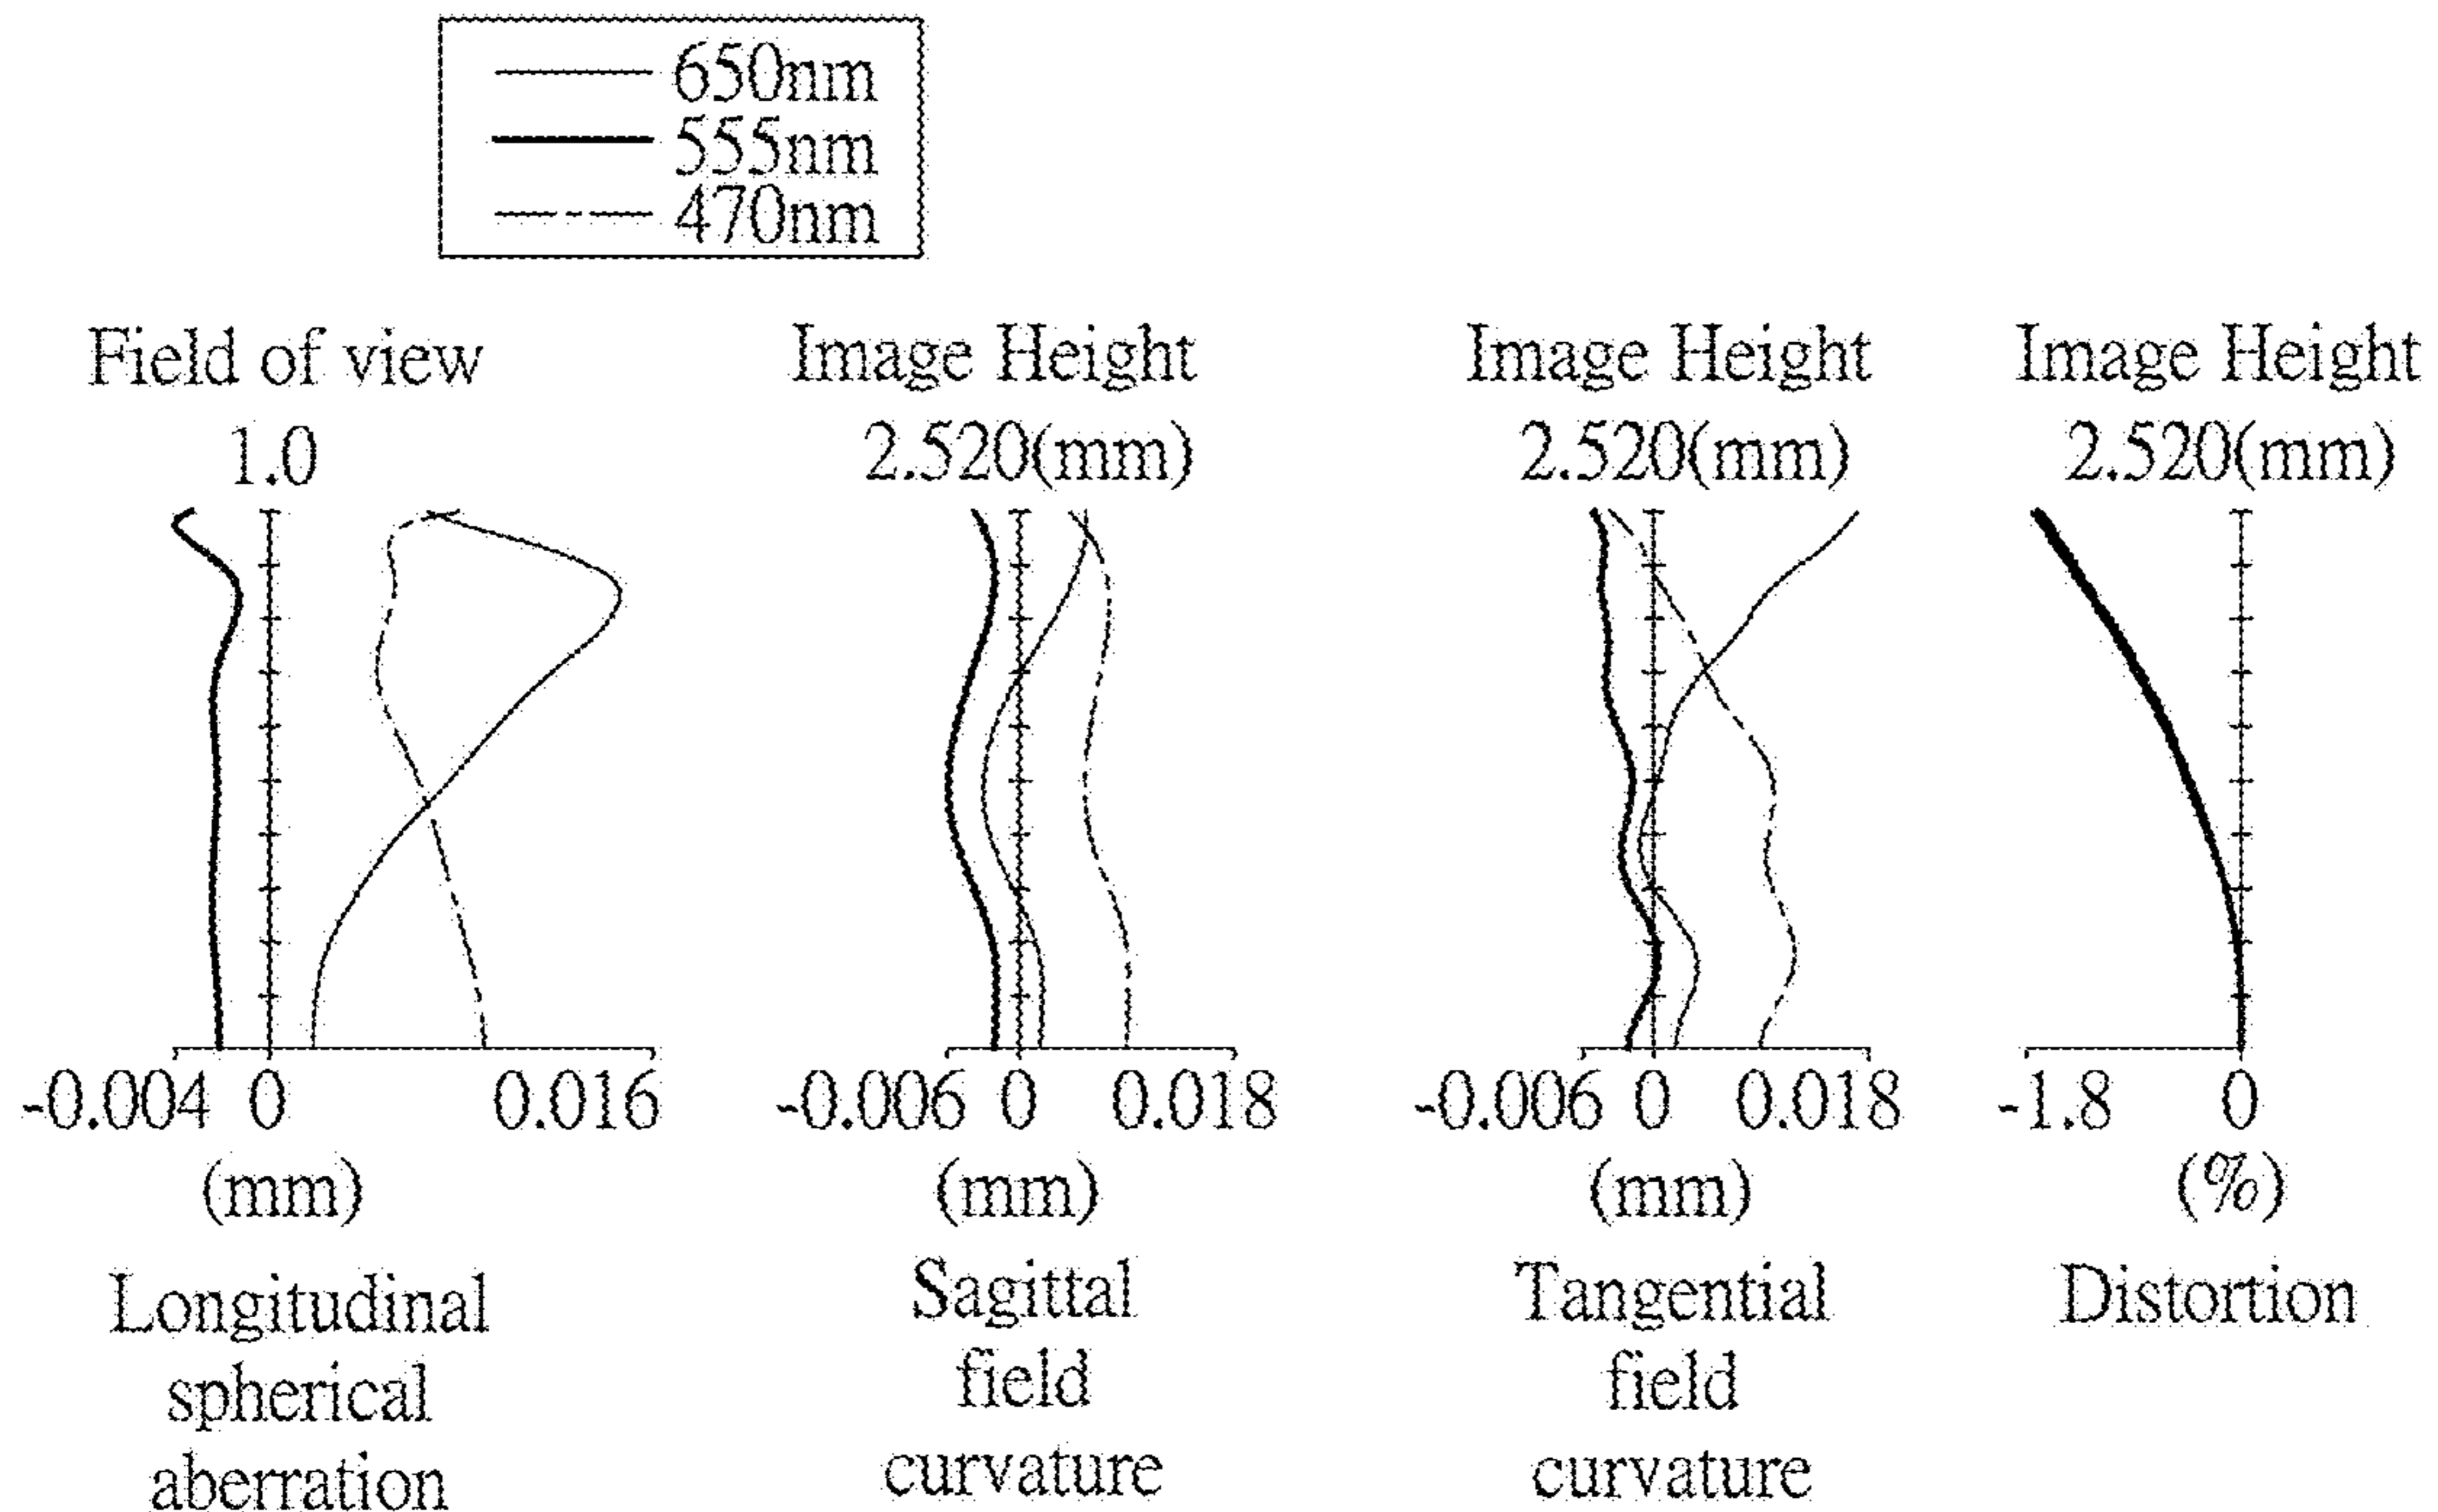 650nm
555nm
470nm
Field of view
1.0
-0.004 0 0.016
(mm)
Longitudinal
spherical
aberration
Image Height
2.520(mm)
-0.006 0 0.018
(mm)
Sagittal
field
curvature
Image Height
2.520(mm)
-0.006 0 0.018
(mm)
Tangential
field
curvature
Image Height
2.520(mm)
-1.8 0
(%)
Distortion